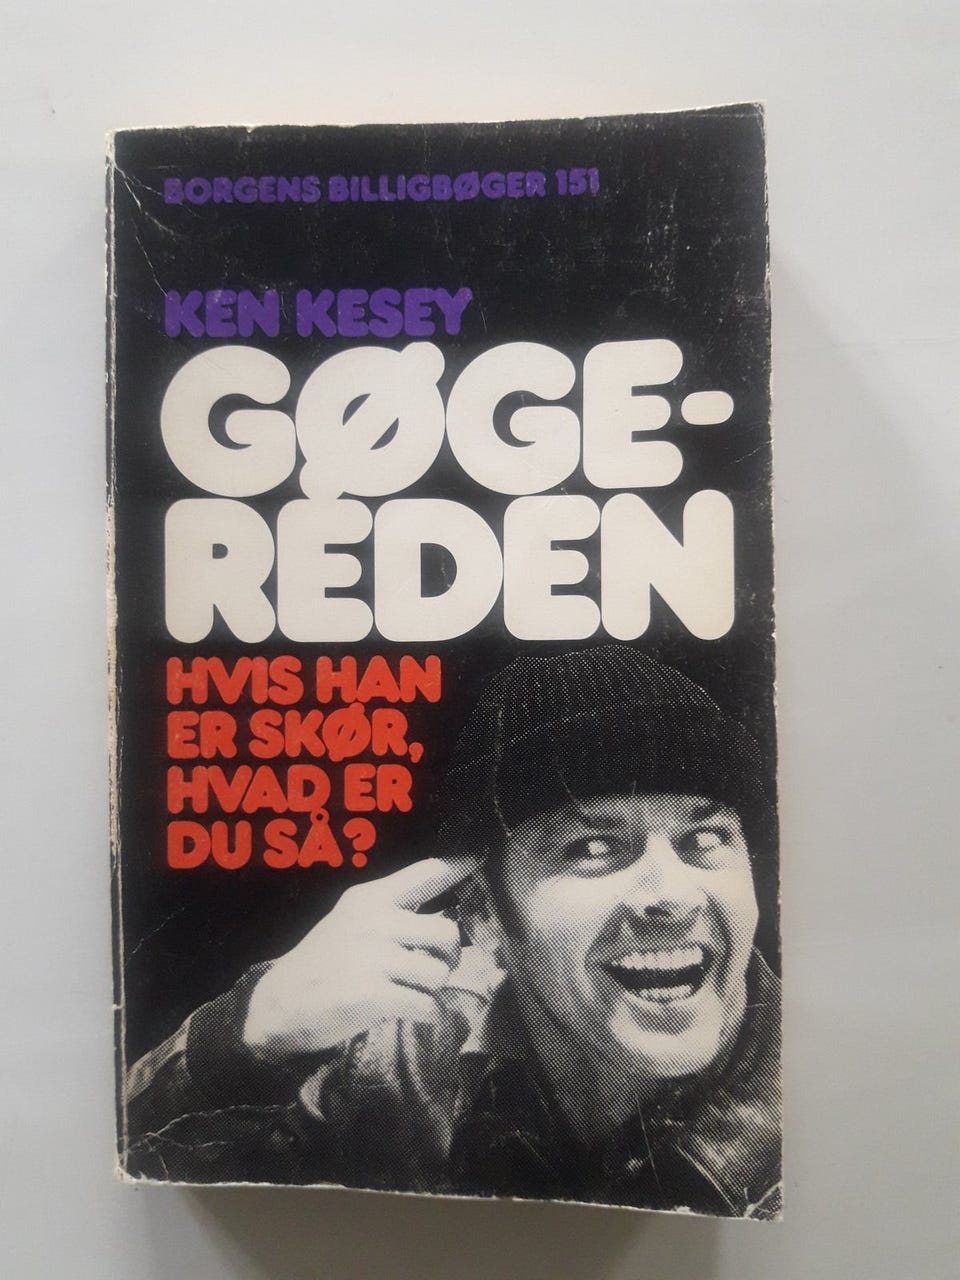 BORGENS BILLIGBØGER 151
KEN KESEY
GØGE-
REDEN
HVIS HAN
ER SKØR,
HVAD ER
DU SÅ?